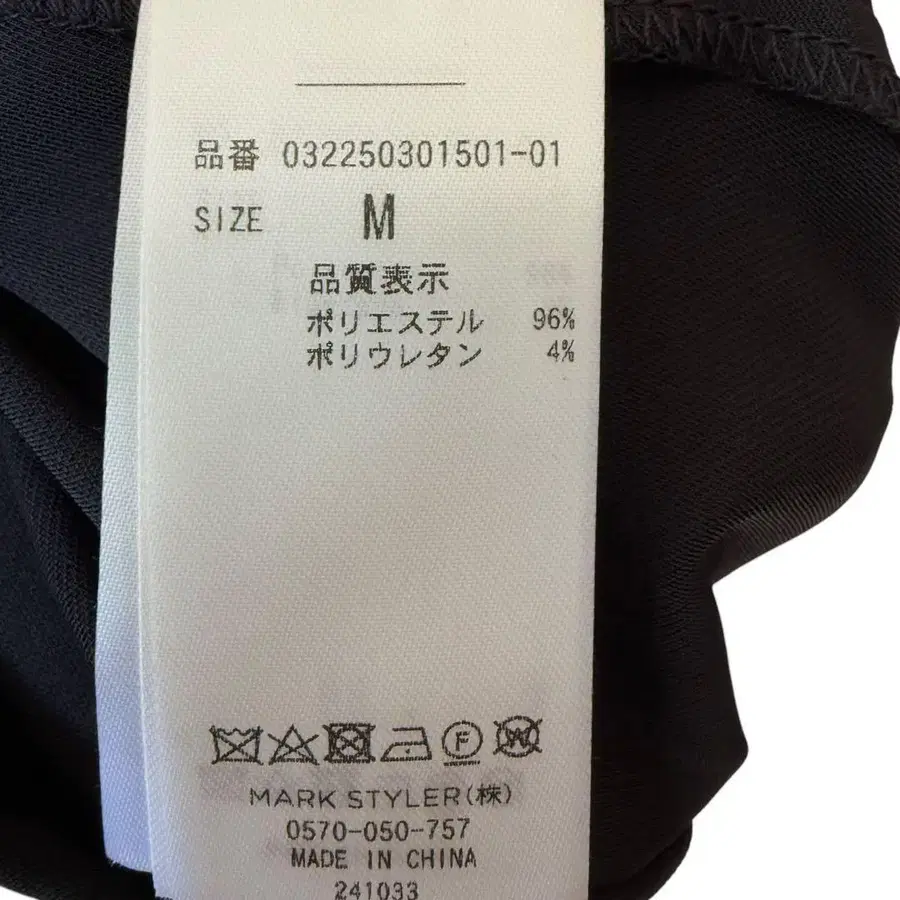 品番 032250301501-01
SIZE M
品質表示
ポリエステル 96%
ポリウレタン 4%
F W
MARK STYLER(株)
0570-050-757
MADE IN CHINA
241033